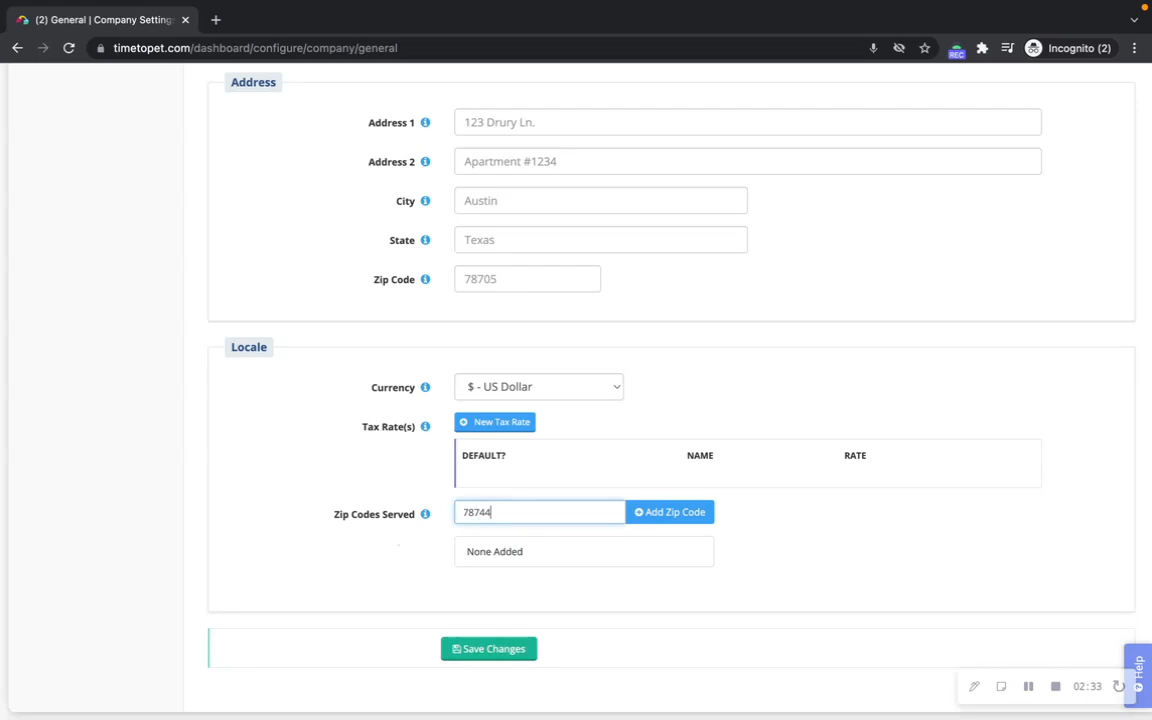 (2) General | Company Settings
timetopet.com/dashboard/configure/company/general
REC
Incognito (2)
Address
Address 1
123 Drury Ln.
Address 2
Apartment #1234
City
Austin
State
Texas
Zip Code
78705
Locale
Currency
$ - US Dollar
Tax Rate(s)
New Tax Rate
DEFAULT? NAME RATE
Zip Codes Served
78744
Add Zip Code
None Added
Save Changes
Help
02:33